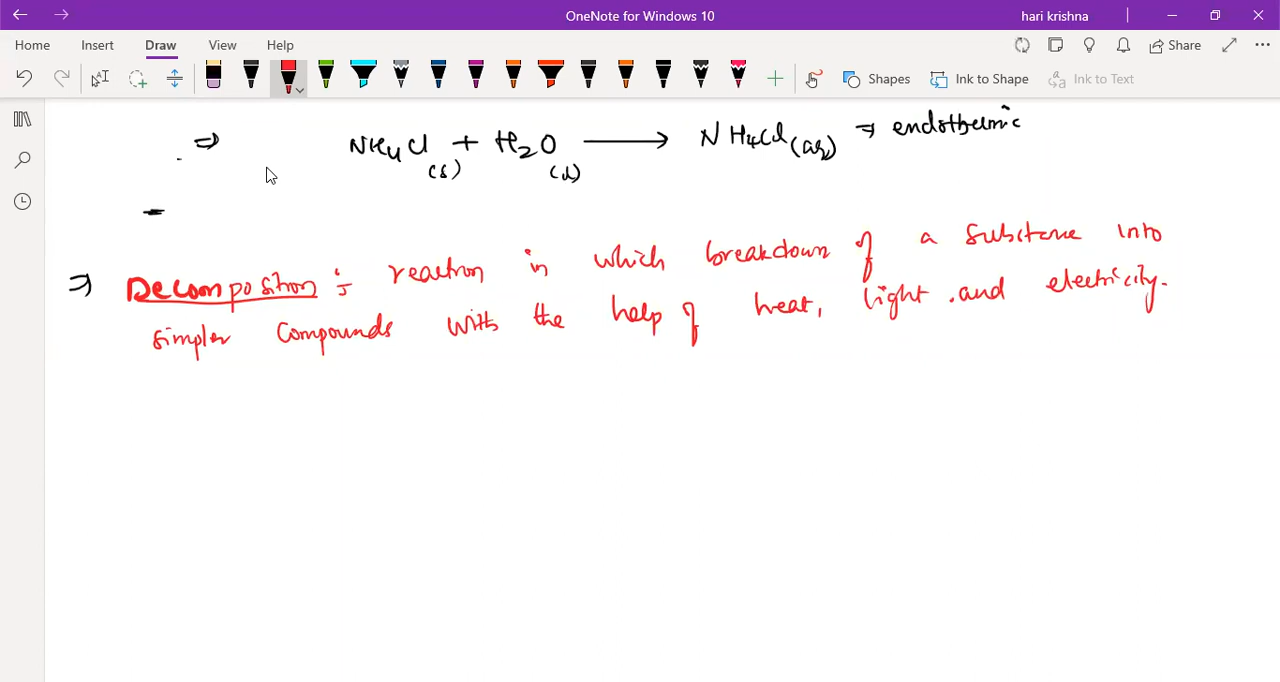 OneNote for Windows 10
hari krishna
Home Insert Draw View Help
Share
Shapes Ink to Shape Ink to Text
⇒ NH4Cl(s) + H2O(l) ⟶ NH4Cl(aq) ⇒ endothermic
⇒ Decomposition :- reaction in which breakdown of a substance into
simpler compounds with the help of heat, light .and electricity.